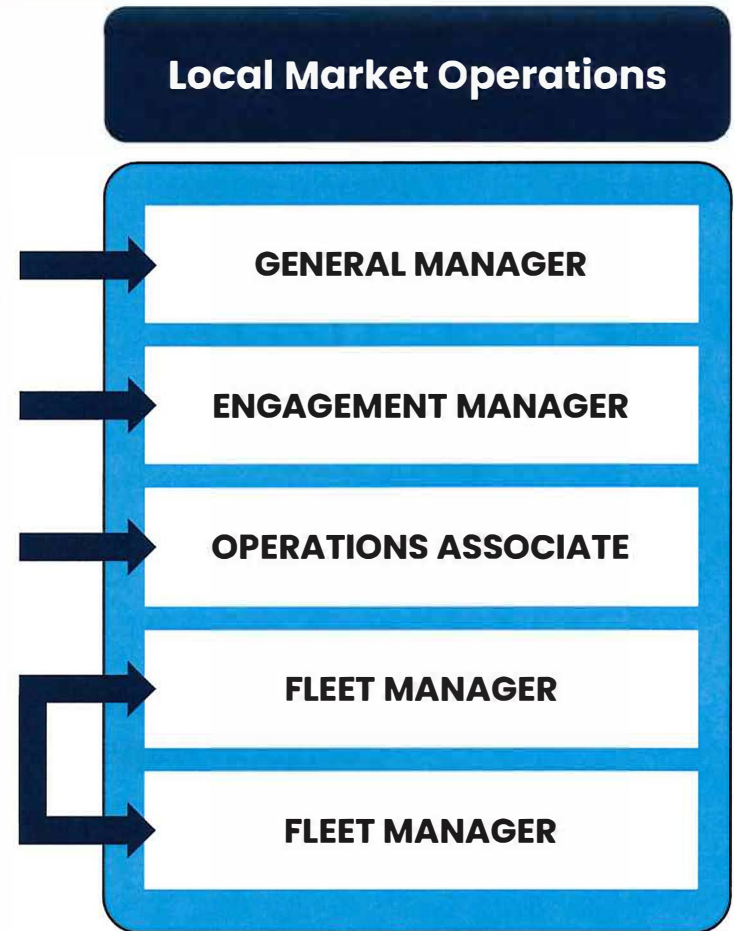 Local Market Operations
GENERAL MANAGER
ENGAGEMENT MANAGER
OPERATIONS ASSOCIATE
FLEET MANAGER
FLEET MANAGER